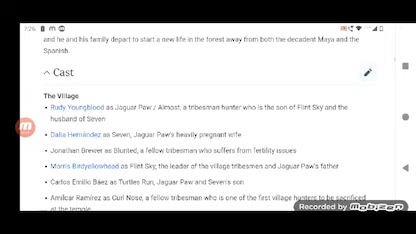 7:26
and he and his family depart to start a new life in the forest away from both the decadent Maya and the
Spanish.
Cast
The Village
Rudy Youngblood as Jaguar Paw / Almost, a tribesman hunter who is the son of Flint Sky and the
husband of Seven
Dalia Hernández as Seven, Jaguar Paw's heavily pregnant wife
Jonathan Brewer as Blunted, a fellow tribesman who suffers from fertility issues
Morris Birdyellowhead as Flint Sky, the leader of the village tribesmen and Jaguar Paw's father
Carlos Emilio Báez as Turtles Run, Jaguar Paw and Seven's son
Amílcar Ramírez as Curl Nose, a fellow tribesman who is one of the first village hunters to be sacrificed
at the temple
Recorded by Mobizen